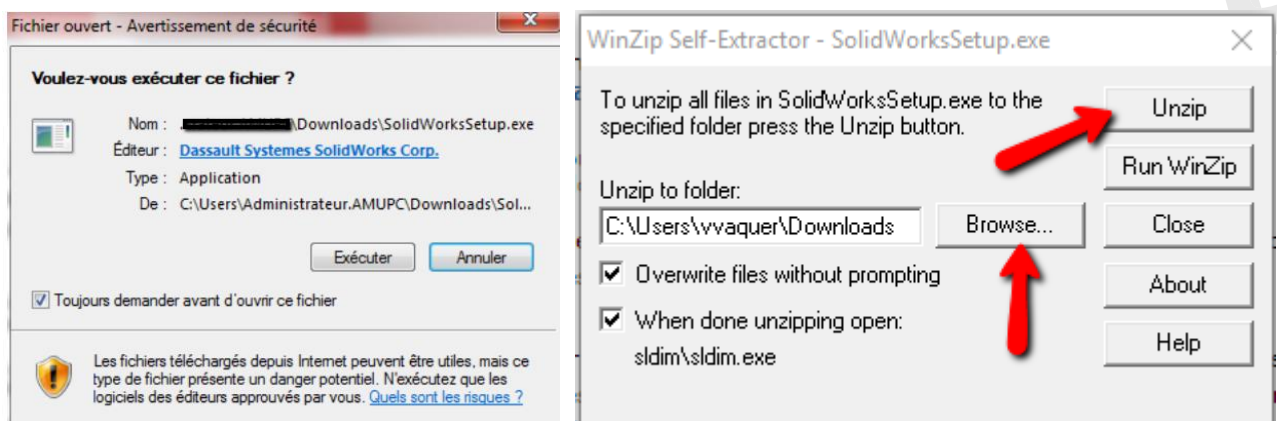 Fichier ouvert - Avertissement de sécurité
Voulez-vous exécuter ce fichier ?
Nom : \Downloads\SolidWorksSetup.exe
Éditeur : Dassault Systemes SolidWorks Corp.
Type : Application
De : C:\Users\Administrateur.AMUPC\Downloads\Sol...
Exécuter Annuler
Toujours demander avant d'ouvrir ce fichier
Les fichiers téléchargés depuis Internet peuvent être utiles, mais ce
type de fichier présente un danger potentiel. N'exécutez que les
logiciels des éditeurs approuvés par vous. Quels sont les risques ?
WinZip Self-Extractor - SolidWorksSetup.exe
To unzip all files in SolidWorksSetup.exe to the
specified folder press the Unzip button.
Unzip
Run WinZip
Unzip to folder:
C:\Users\vvaquer\Downloads
Browse...
Close
Overwrite files without prompting
About
When done unzipping open:
sldim\sldim.exe
Help